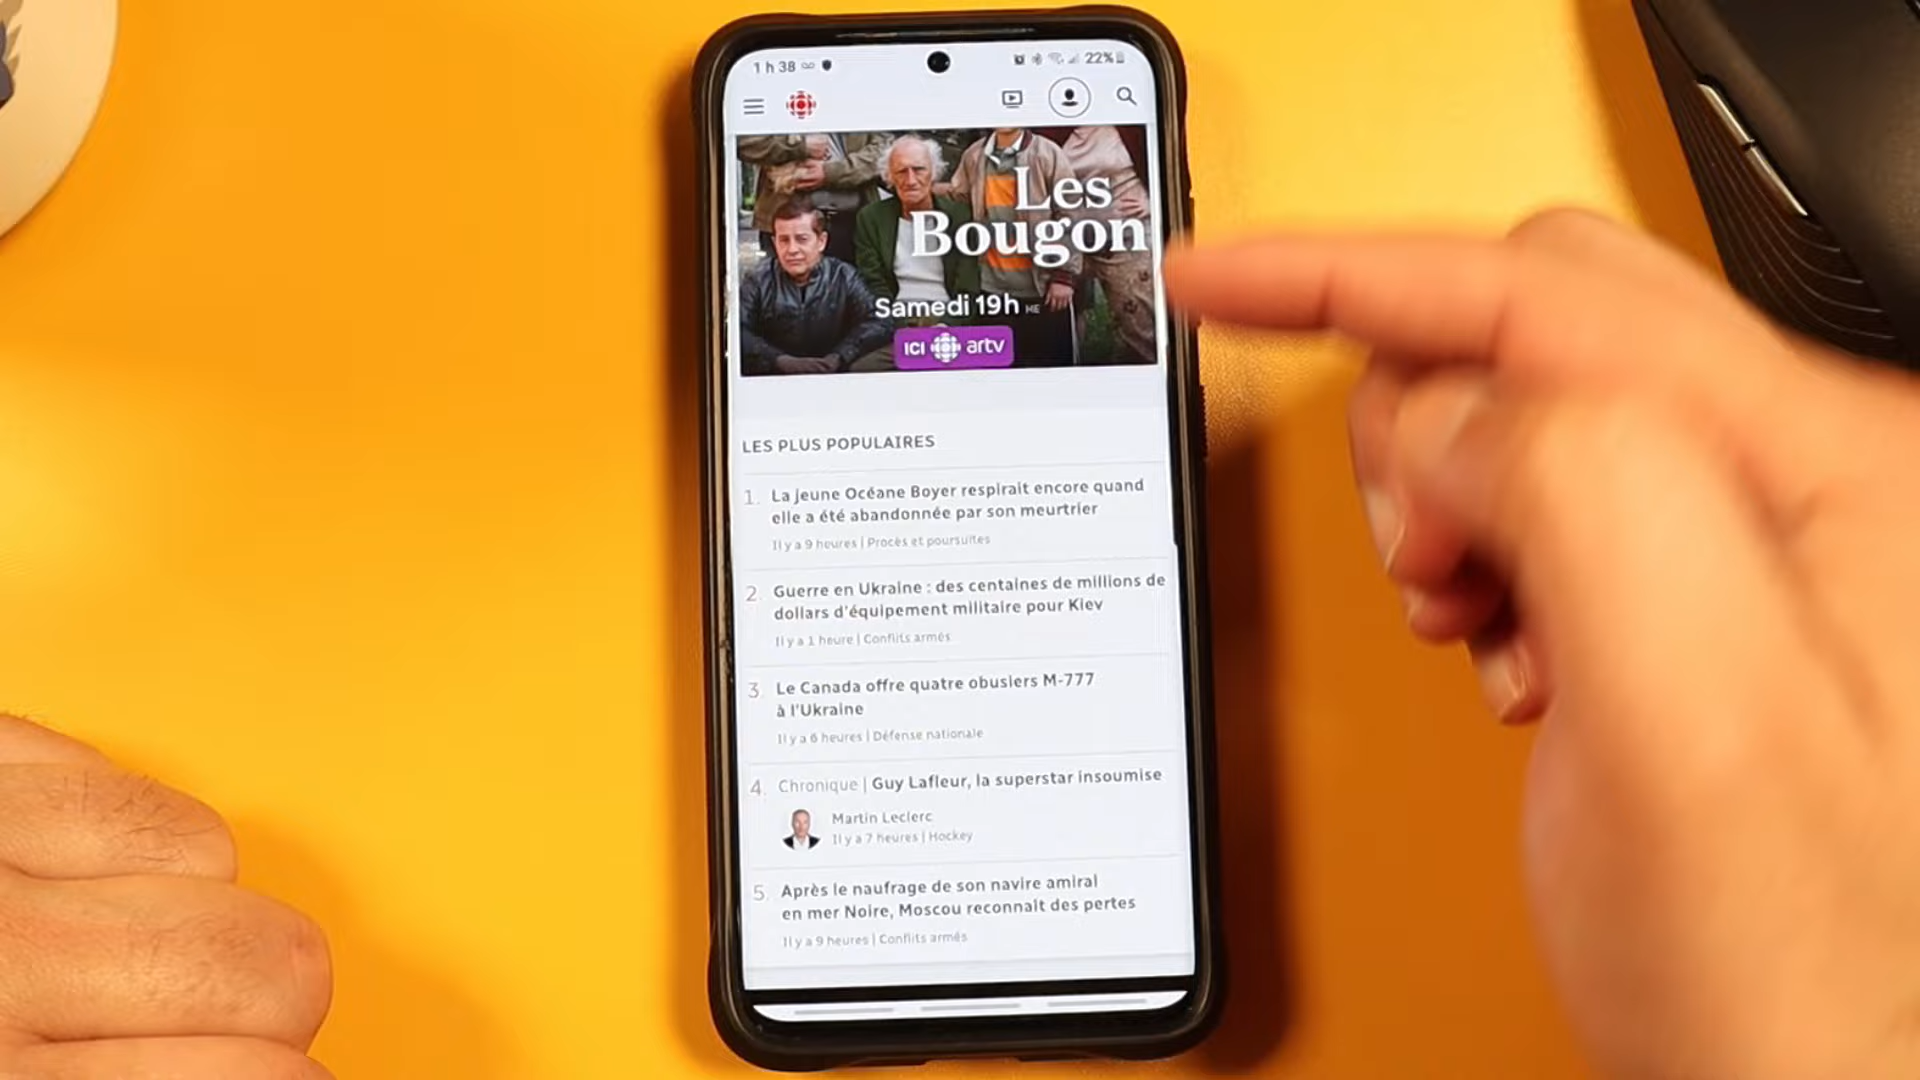 1 h 38
22%
Les
Bougon
Samedi 19h HE
ICI artv
LES PLUS POPULAIRES
1. La jeune Océane Boyer respirait encore quand
elle a été abandonnée par son meurtrier
Il y a 9 heures | Procès et poursuites
2. Guerre en Ukraine : des centaines de millions de
dollars d'équipement militaire pour Kiev
Il y a 1 heure | Conflits armés
3. Le Canada offre quatre obusiers M-777
à l'Ukraine
Il y a 6 heures | Défense nationale
4. Chronique | Guy Lafleur, la superstar insoumise
Martin Leclerc
Il y a 7 heures | Hockey
5. Après le naufrage de son navire amiral
en mer Noire, Moscou reconnaît des pertes
Il y a 9 heures | Conflits armés